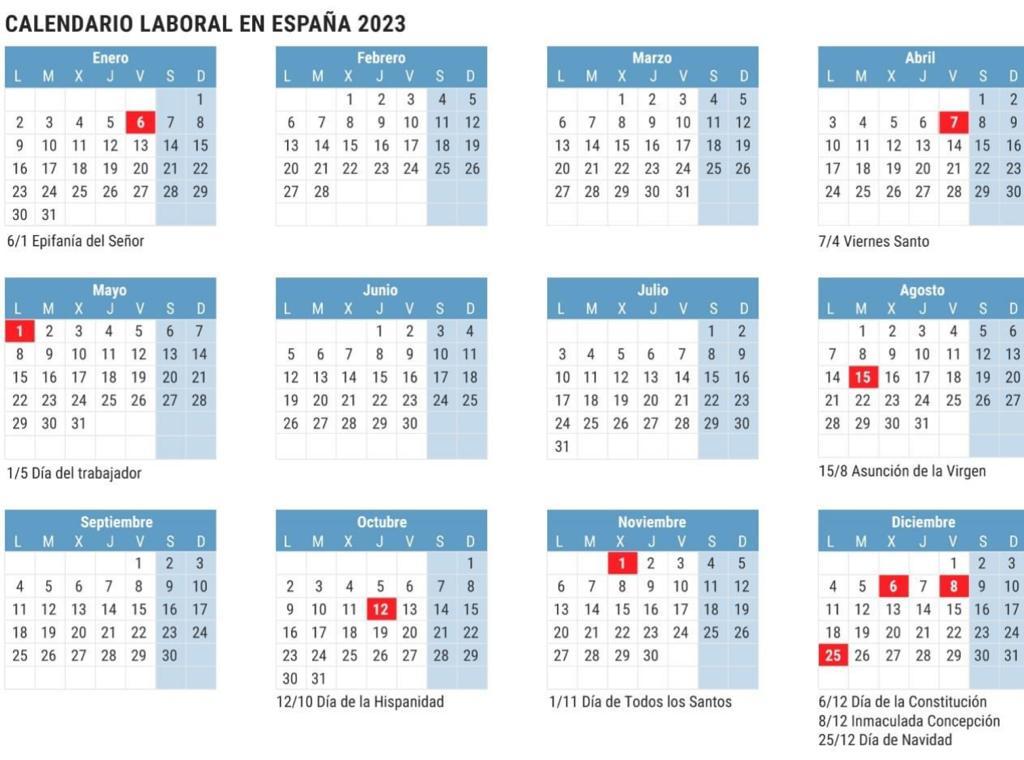 CALENDARIO LABORAL EN ESPAÑA 2023
Enero
L M X J V S D
1
2 3 4 5 6 7 8
9 10 11 12 13 14 15
16 17 18 19 20 21 22
23 24 25 26 27 28 29
30 31
6/1 Epifanía del Señor
Febrero
L M X J V S D
1 2 3 4 5
6 7 8 9 10 11 12
13 14 15 16 17 18 19
20 21 22 23 24 25 26
27 28
Marzo
L M X J V S D
1 2 3 4 5
6 7 8 9 10 11 12
13 14 15 16 17 18 19
20 21 22 23 24 25 26
27 28 29 30 31
Abril
L M X J V S D
1 2
3 4 5 6 7 8 9
10 11 12 13 14 15 16
17 18 19 20 21 22 23
24 25 26 27 28 29 30
7/4 Viernes Santo
Mayo
L M X J V S D
1 2 3 4 5 6 7
8 9 10 11 12 13 14
15 16 17 18 19 20 21
22 23 24 25 26 27 28
29 30 31
1/5 Día del trabajador
Junio
L M X J V S D
1 2 3 4
5 6 7 8 9 10 11
12 13 14 15 16 17 18
19 20 21 22 23 24 25
26 27 28 29 30
Julio
L M X J V S D
1 2
3 4 5 6 7 8 9
10 11 12 13 14 15 16
17 18 19 20 21 22 23
24 25 26 27 28 29 30
31
Agosto
L M X J V S D
1 2 3 4 5 6
7 8 9 10 11 12 13
14 15 16 17 18 19 20
21 22 23 24 25 26 27
28 29 30 31
15/8 Asunción de la Virgen
Septiembre
L M X J V S D
1 2 3
4 5 6 7 8 9 10
11 12 13 14 15 16 17
18 19 20 21 22 23 24
25 26 27 28 29 30
Octubre
L M X J V S D
1
2 3 4 5 6 7 8
9 10 11 12 13 14 15
16 17 18 19 20 21 22
23 24 25 26 27 28 29
30 31
12/10 Día de la Hispanidad
Noviembre
L M X J V S D
1 2 3 4 5
6 7 8 9 10 11 12
13 14 15 16 17 18 19
20 21 22 23 24 25 26
27 28 29 30
1/11 Día de Todos los Santos
Diciembre
L M X J V S D
1 2 3
4 5 6 7 8 9 10
11 12 13 14 15 16 17
18 19 20 21 22 23 24
25 26 27 28 29 30 31
6/12 Día de la Constitución
8/12 Inmaculada Concepción
25/12 Día de Navidad